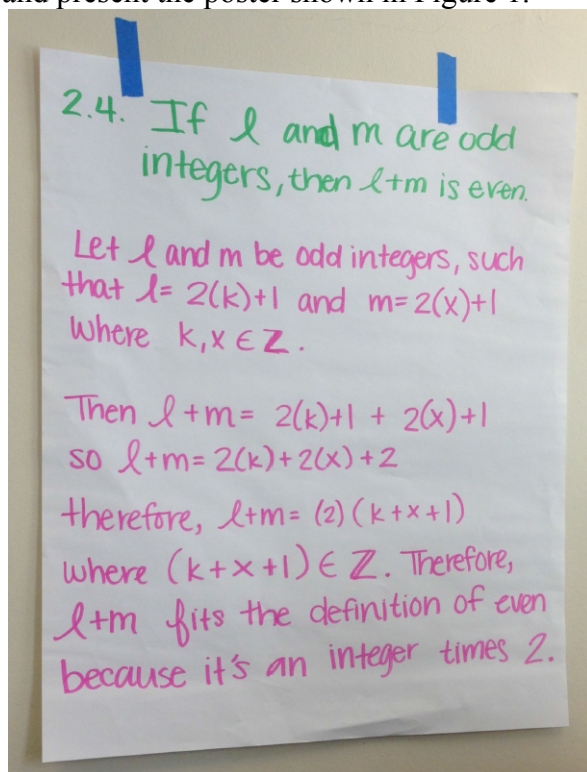 and present the poster shown in Figure 1.
2.4. If l and m are odd
integers, then l+m is even.
Let l and m be odd integers, such
that l= 2(k)+1 and m=2(x)+1
where k,x ∈ Z.
Then l+m= 2(k)+1 + 2(x)+1
so l+m= 2(k)+2(x)+2
therefore, l+m= (2)(k+x+1)
where (k+x+1) ∈ Z. Therefore,
l+m fits the definition of even
because it's an integer times 2.